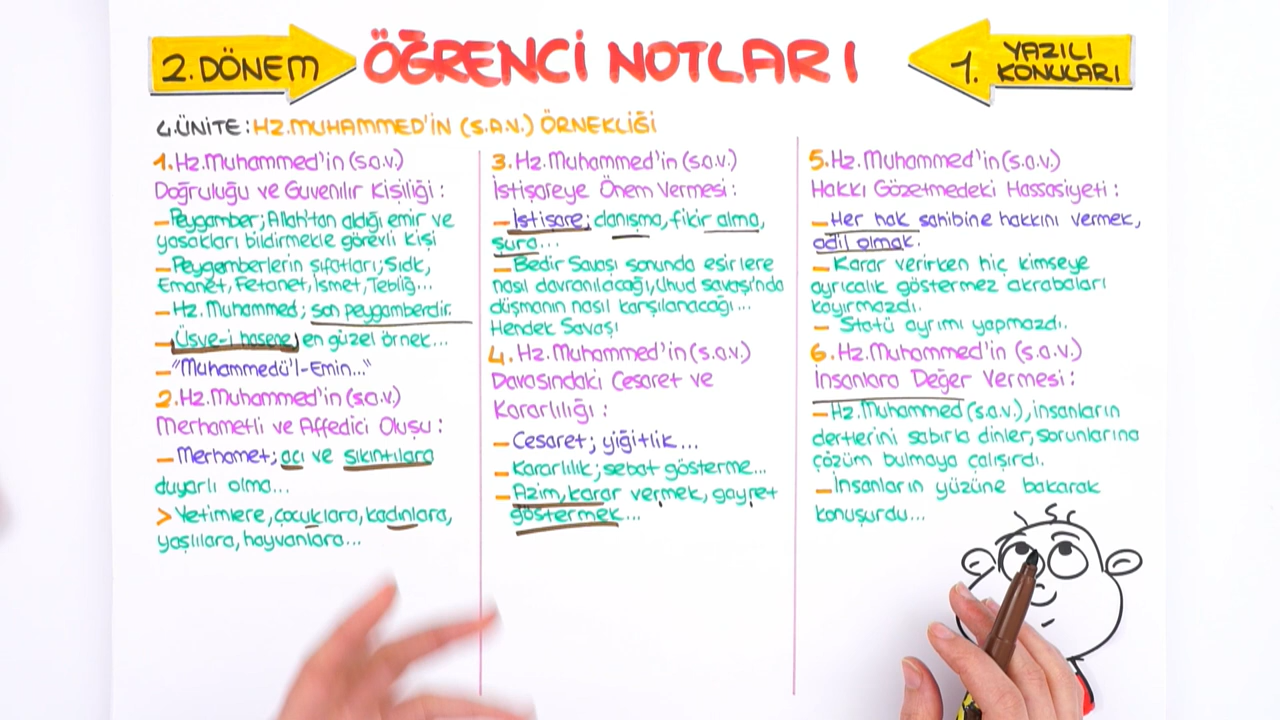 2.DÖNEM
ÖĞRENCİ NOTLARI
1. YAZILI
KONULARI
4.ÜNİTE: HZ.MUHAMMED'İN (S.A.V.) ÖRNEKLİĞİ
1.Hz.Muhammed'in (s.a.v.)
Doğruluğu ve Güvenilir Kişiliği:
–Peygamber; Allah'tan aldığı emir ve
yasakları bildirmekle görevli kişi
–Peygamberlerin sıfatları; Sıdk,
Emanet, Fetanet, İsmet, Tebliğ...
–Hz. Muhammed; son peygamberdir.
–Üsve-i hasene; en güzel örnek...
–"Muhammedü'l-Emin..."
2.Hz.Muhammed'in (s.a.v.)
Merhametli ve Affedici Oluşu:
–Merhamet; acı ve sıkıntılara
duyarlı olma...
>Yetimlere, çocuklara, kadınlara,
yaşlılara, hayvanlara...
3.Hz.Muhammed'in (s.a.v.)
İstişareye Önem Vermesi:
–İstişare; danışma, fikir alma,
şura...
–Bedir Savaşı sonunda esirlere
nasıl davranılacağı, Uhud savaşı'nda
düşmanın nasıl karşılanacağı...
Hendek Savaşı
4.Hz.Muhammed'in (s.a.v.)
Davasındaki Cesaret ve
Kararlılığı:
–Cesaret; yiğitlik...
–Kararlılık; sebat gösterme...
–Azim, karar vermek, gayret
göstermek...
5.Hz.Muhammed'in (s.a.v.)
Hakkı Gözetmedeki Hassasiyeti:
–Her hak sahibine hakkını vermek,
adil olmak.
–Karar verirken hiç kimseye
ayrıcalık göstermez akrabaları
kayırmazdı.
–Statü ayrımı yapmazdı.
6.Hz.Muhammed'in (s.a.v.)
İnsanlara Değer Vermesi:
–Hz.Muhammed (s.a.v.), insanların
dertlerini sabırla dinler, sorunlarına
çözüm bulmaya çalışırdı.
–İnsanların yüzüne bakarak
konuşurdu...